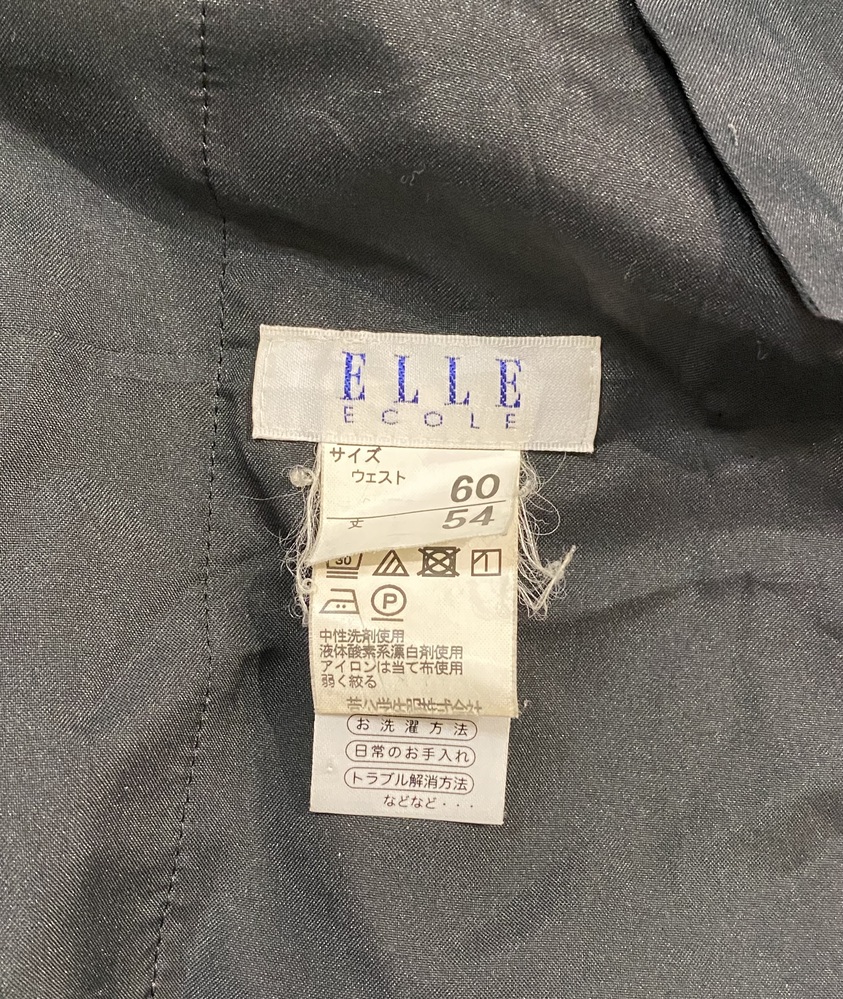 ELLE
ECOLE
サイズ
ウェスト 60
丈 54
30
P
中性洗剤使用
液体酸素系漂白剤使用
アイロンは当て布使用
弱く絞る
お洗濯方法
日常のお手入れ
トラブル解消方法
などなど・・・